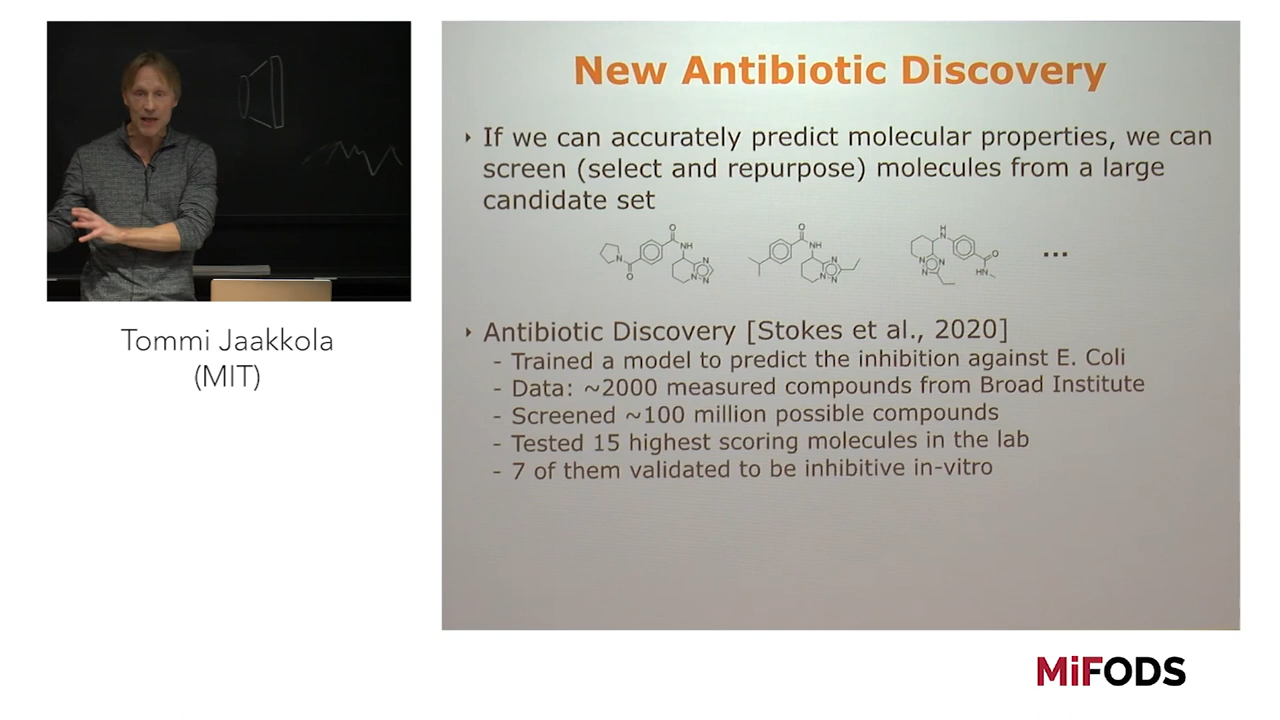 New Antibiotic Discovery
‣ If we can accurately predict molecular properties, we can
screen (select and repurpose) molecules from a large
candidate set
O
NH
N
O
N
N
N
O
NH
N
N
N
H
N
N
N
N
O
HN
...
‣ Antibiotic Discovery [Stokes et al., 2020]
- Trained a model to predict the inhibition against E. Coli
- Data: ~2000 measured compounds from Broad Institute
- Screened ~100 million possible compounds
- Tested 15 highest scoring molecules in the lab
- 7 of them validated to be inhibitive in-vitro
Tommi Jaakkola
(MIT)
MiFODS